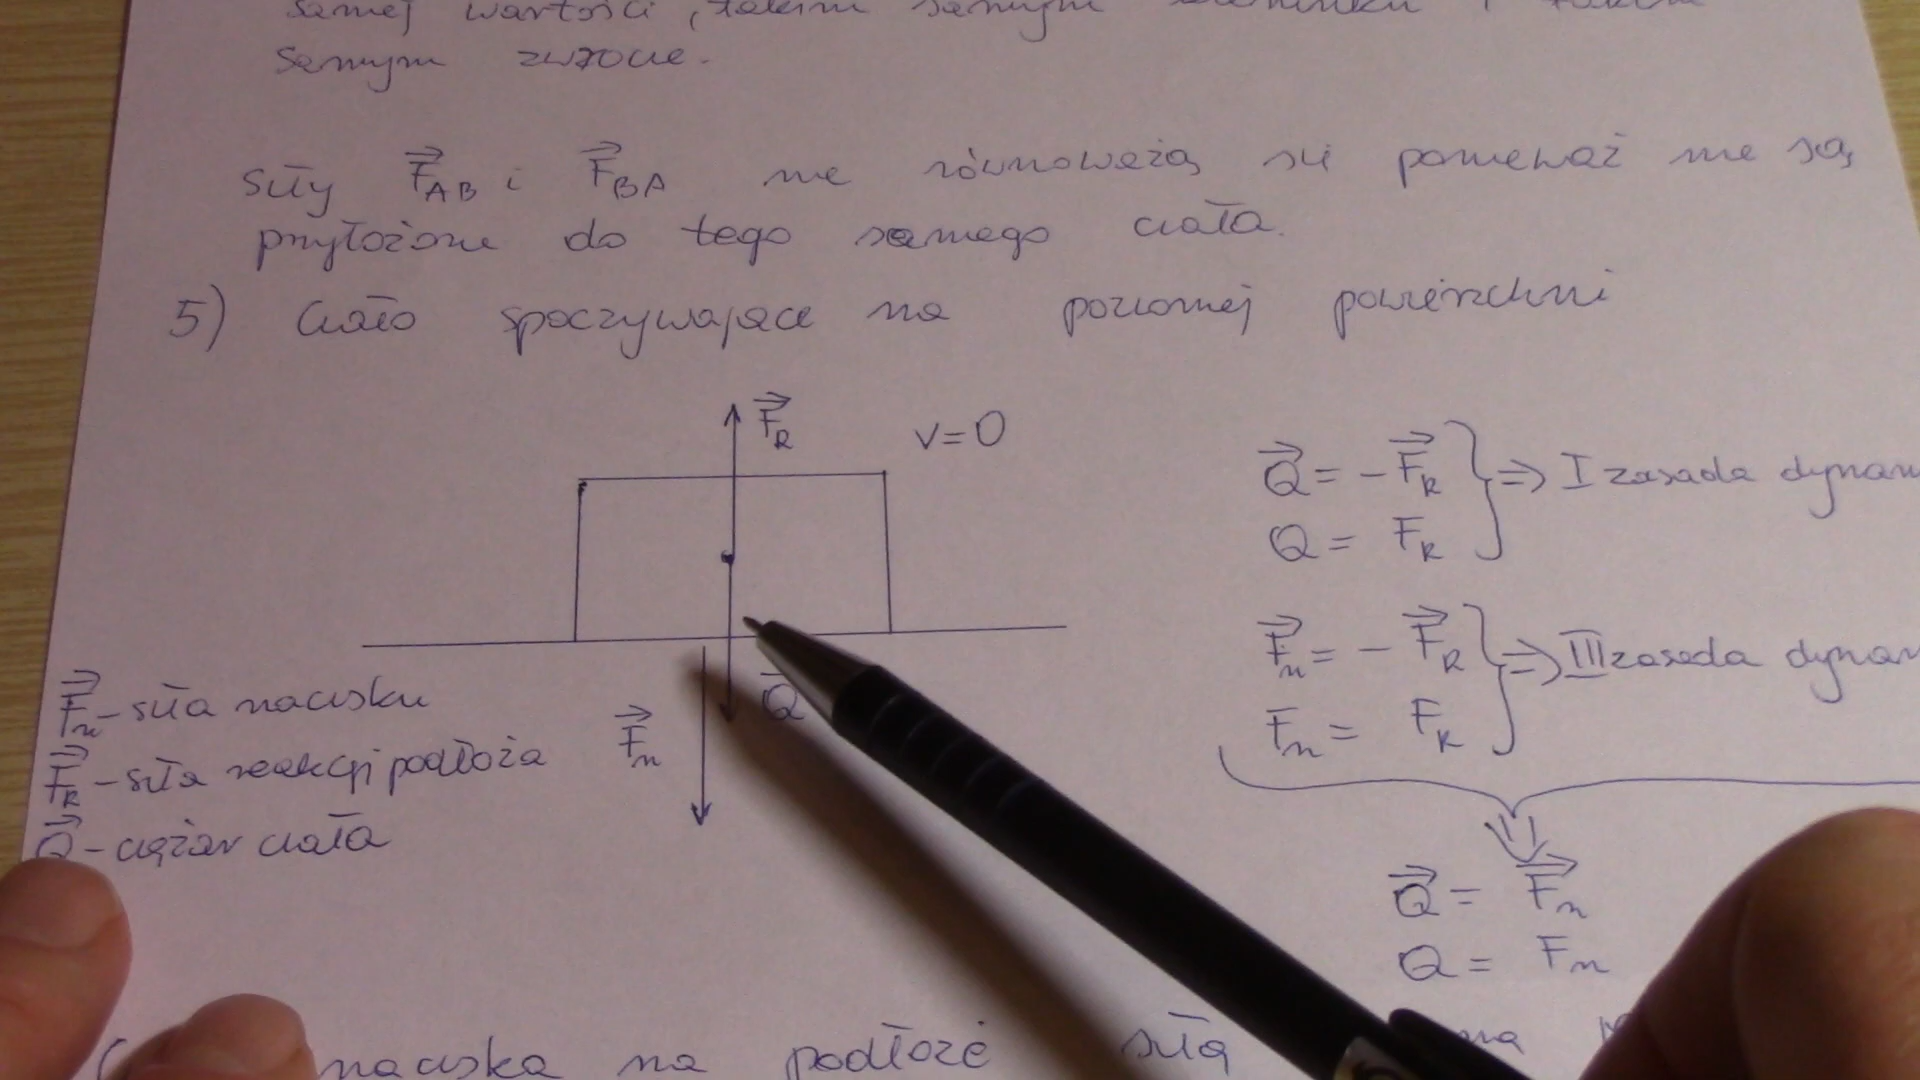 samej wartości, takim samym kierunku i takim
samym zwrocie.
Siły F⃗AB i F⃗BA nie równoważą się ponieważ nie są
przyłożone do tego samego ciała.
5) Ciało spoczywające na poziomej powierzchni
F⃗R
v=0
Q⃗
F⃗n
F⃗n – siła nacisku
F⃗R – siła reakcji podłoża
Q⃗ – ciężar ciała
Q⃗ = – F⃗R } ⇒ I zasada dynam
Q = FR
F⃗n = – F⃗R } ⇒ III zasada dynam
Fn = FR
Q⃗ = F⃗n
Q = Fn
naciska na podłoże siłą